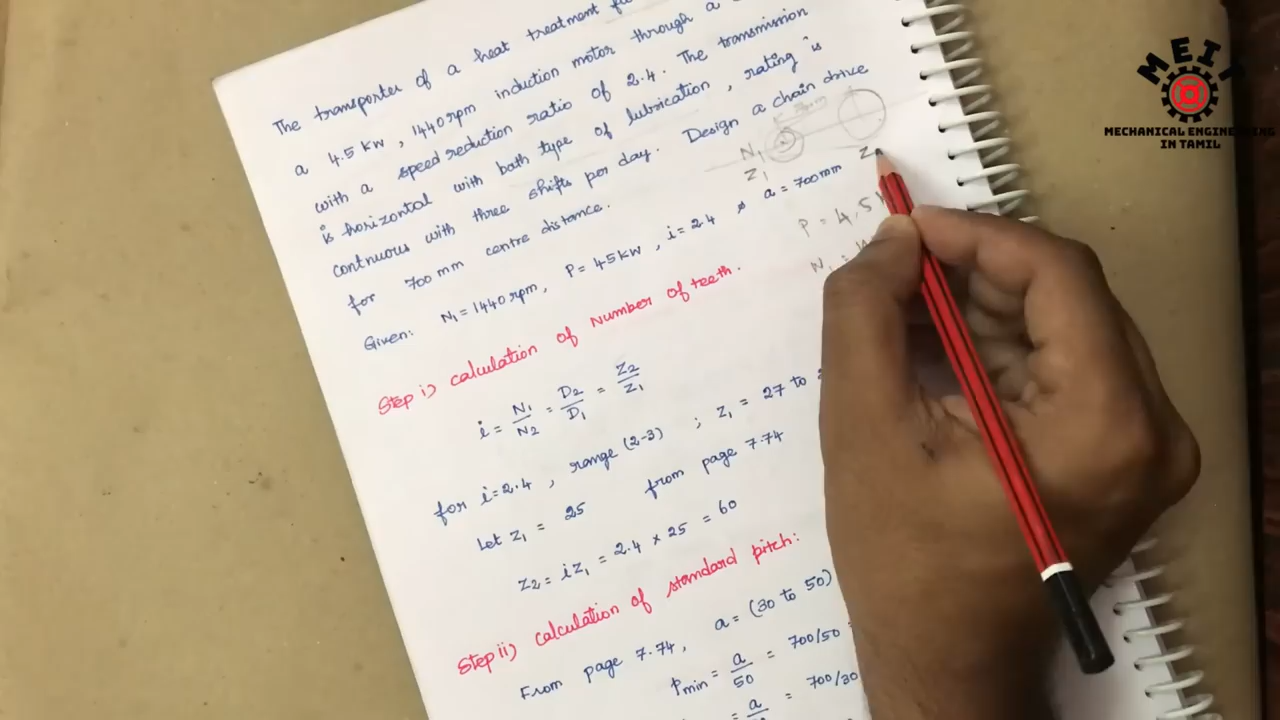 The transporter of a heat treatment
a 4.5 kW, 1440 rpm induction motor through a
with a speed reduction ratio of 2.4. The transmission
is horizontal with bath type of lubrication, rating is
continuous with three shifts per day. Design a chain drive
for 700 mm centre distance.
N1
Z1
Z
Given: N1 = 1440 rpm, P = 45 kW, i = 2.4 & a = 700mm
P = 4.5
N1 =
Step i) calculation of Number of teeth.
i = N1/N2 = D2/D1 = Z2/Z1
for i = 2.4, range (2-3) ; Z1 = 27 to
Let Z1 = 25 from page 7.74
Z2 = iZ1 = 2.4 × 25 = 60
Step ii) calculation of standard pitch:
From page 7.74, a = (30 to 50)
Pmin = a/50 = 700/50
= a = 700/30
MEIT
MECHANICAL ENGINEERING
IN TAMIL